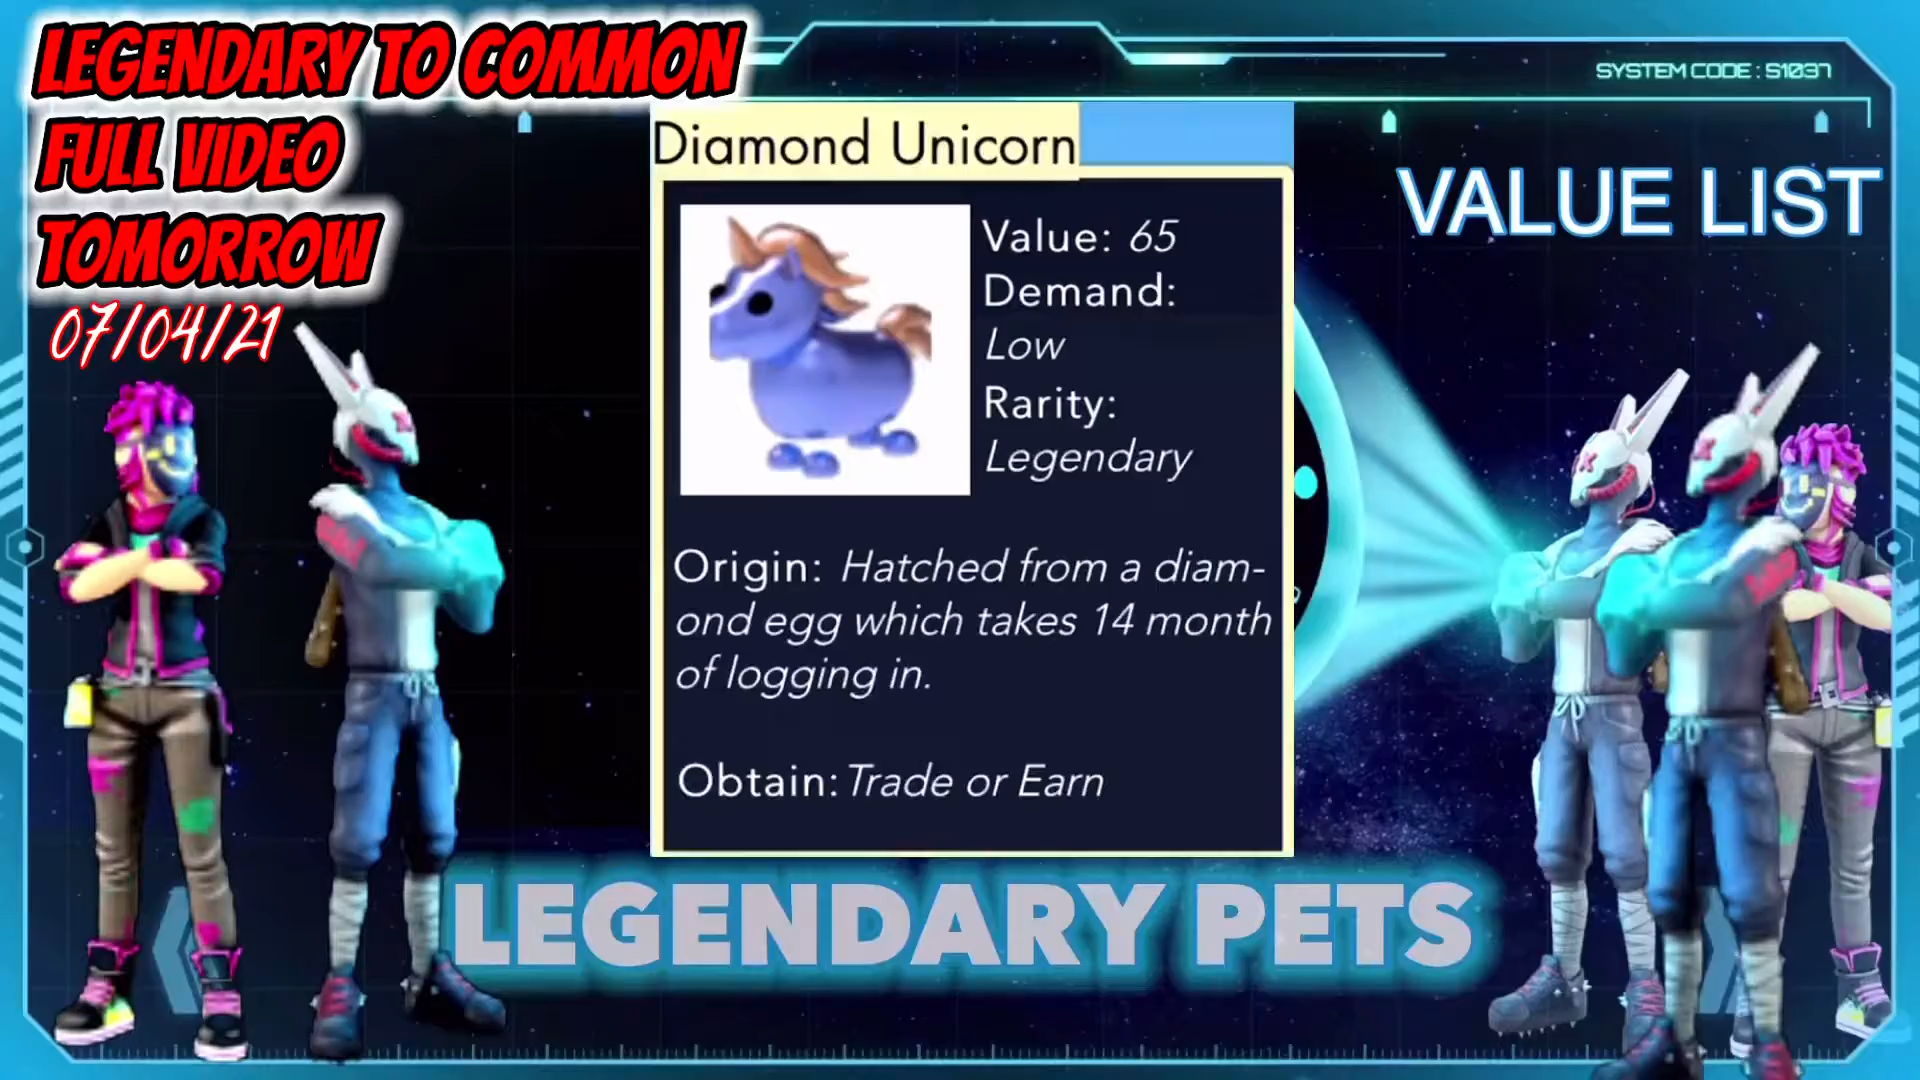 LEGENDARY TO COMMON
FULL VIDEO
TOMORROW
07/04/21
SYSTEM CODE : S1037
VALUE LIST
Diamond Unicorn
Value: 65
Demand:
Low
Rarity:
Legendary
Origin: Hatched from a diam-
ond egg which takes 14 month
of logging in.
Obtain: Trade or Earn
LEGENDARY PETS